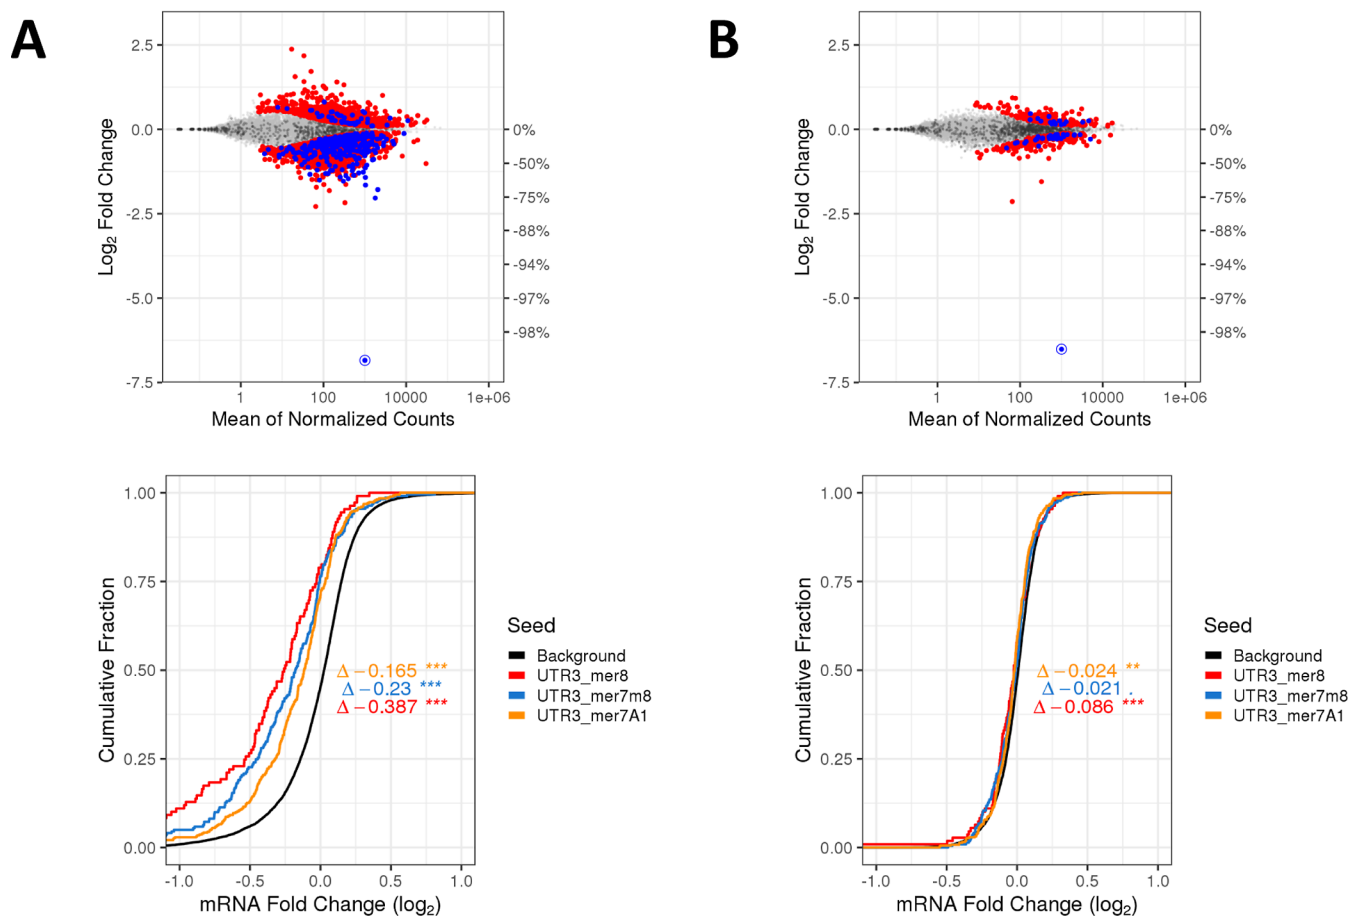 A
B
2.5
0.0
-2.5
-5.0
-7.5
Log2 Fold Change
0%
-50%
-75%
-88%
-94%
-97%
-98%
1
100
10000
1e+06
Mean of Normalized Counts
2.5
0.0
-2.5
-5.0
-7.5
Log2 Fold Change
0%
-50%
-75%
-88%
-94%
-97%
-98%
1
100
10000
1e+06
Mean of Normalized Counts
1.00
0.75
0.50
0.25
0.00
Cumulative Fraction
Δ −0.165 ***
Δ −0.23 ***
Δ −0.387 ***
-1.0
-0.5
0.0
0.5
1.0
mRNA Fold Change (log2)
Seed
Background
UTR3_mer8
UTR3_mer7m8
UTR3_mer7A1
1.00
0.75
0.50
0.25
0.00
Cumulative Fraction
Δ −0.024 **
Δ −0.021 .
Δ −0.086 ***
-1.0
-0.5
0.0
0.5
1.0
mRNA Fold Change (log2)
Seed
Background
UTR3_mer8
UTR3_mer7m8
UTR3_mer7A1